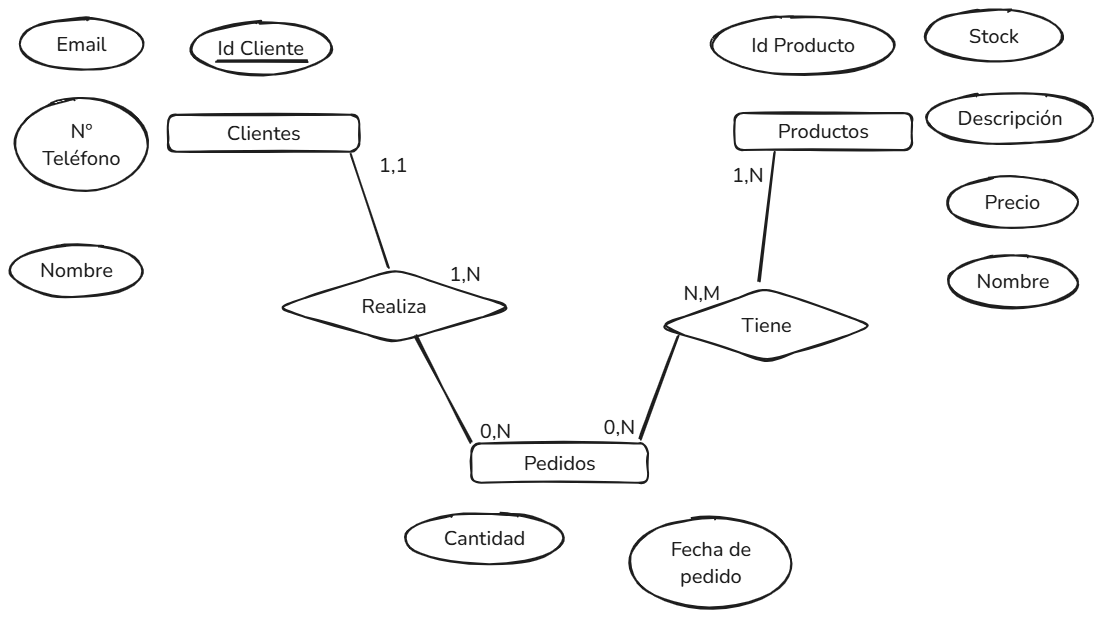 Email
Id Cliente
Id Producto
Stock
Nº
Teléfono
Clientes
Productos
Descripción
1,1
1,N
Precio
Nombre
1,N
Realiza
N,M
Tiene
Nombre
0,N
0,N
Pedidos
Cantidad
Fecha de
pedido